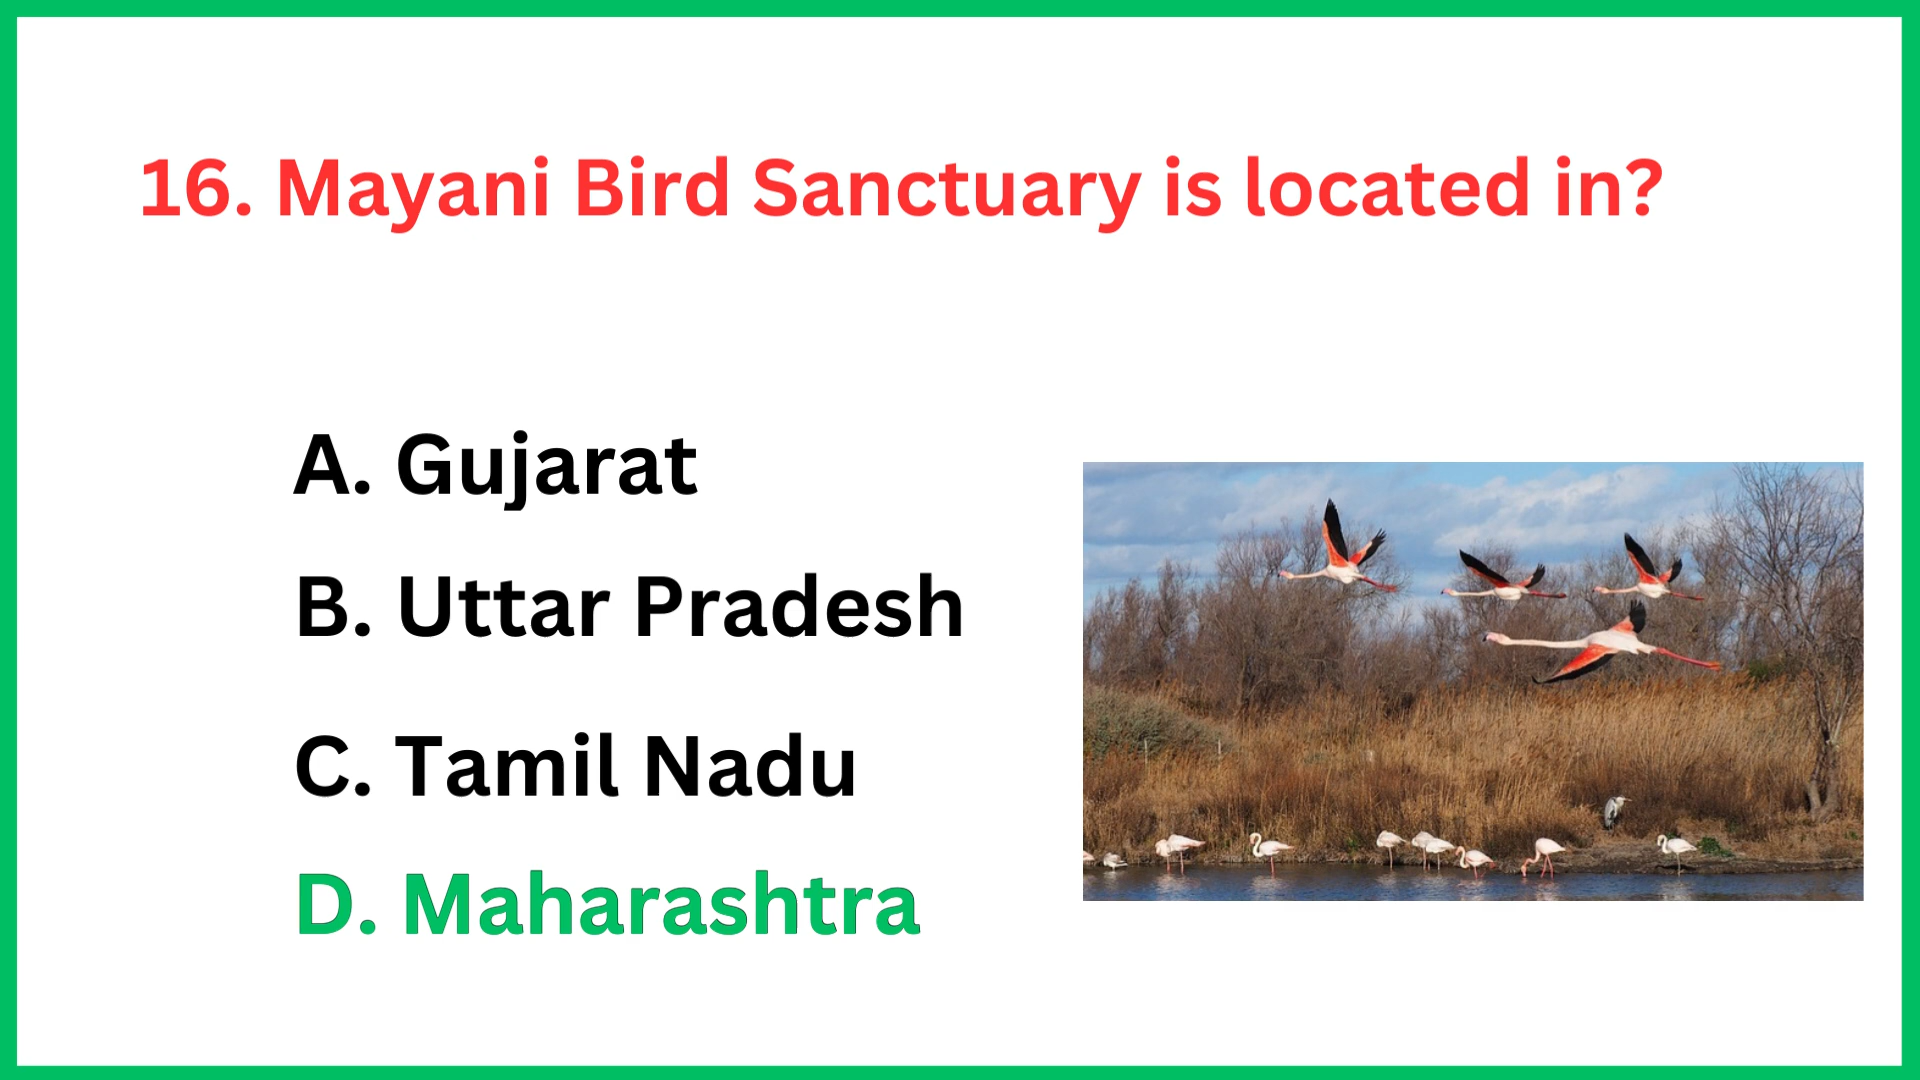 16. Mayani Bird Sanctuary is located in?
A. Gujarat
B. Uttar Pradesh
C. Tamil Nadu
D. Maharashtra